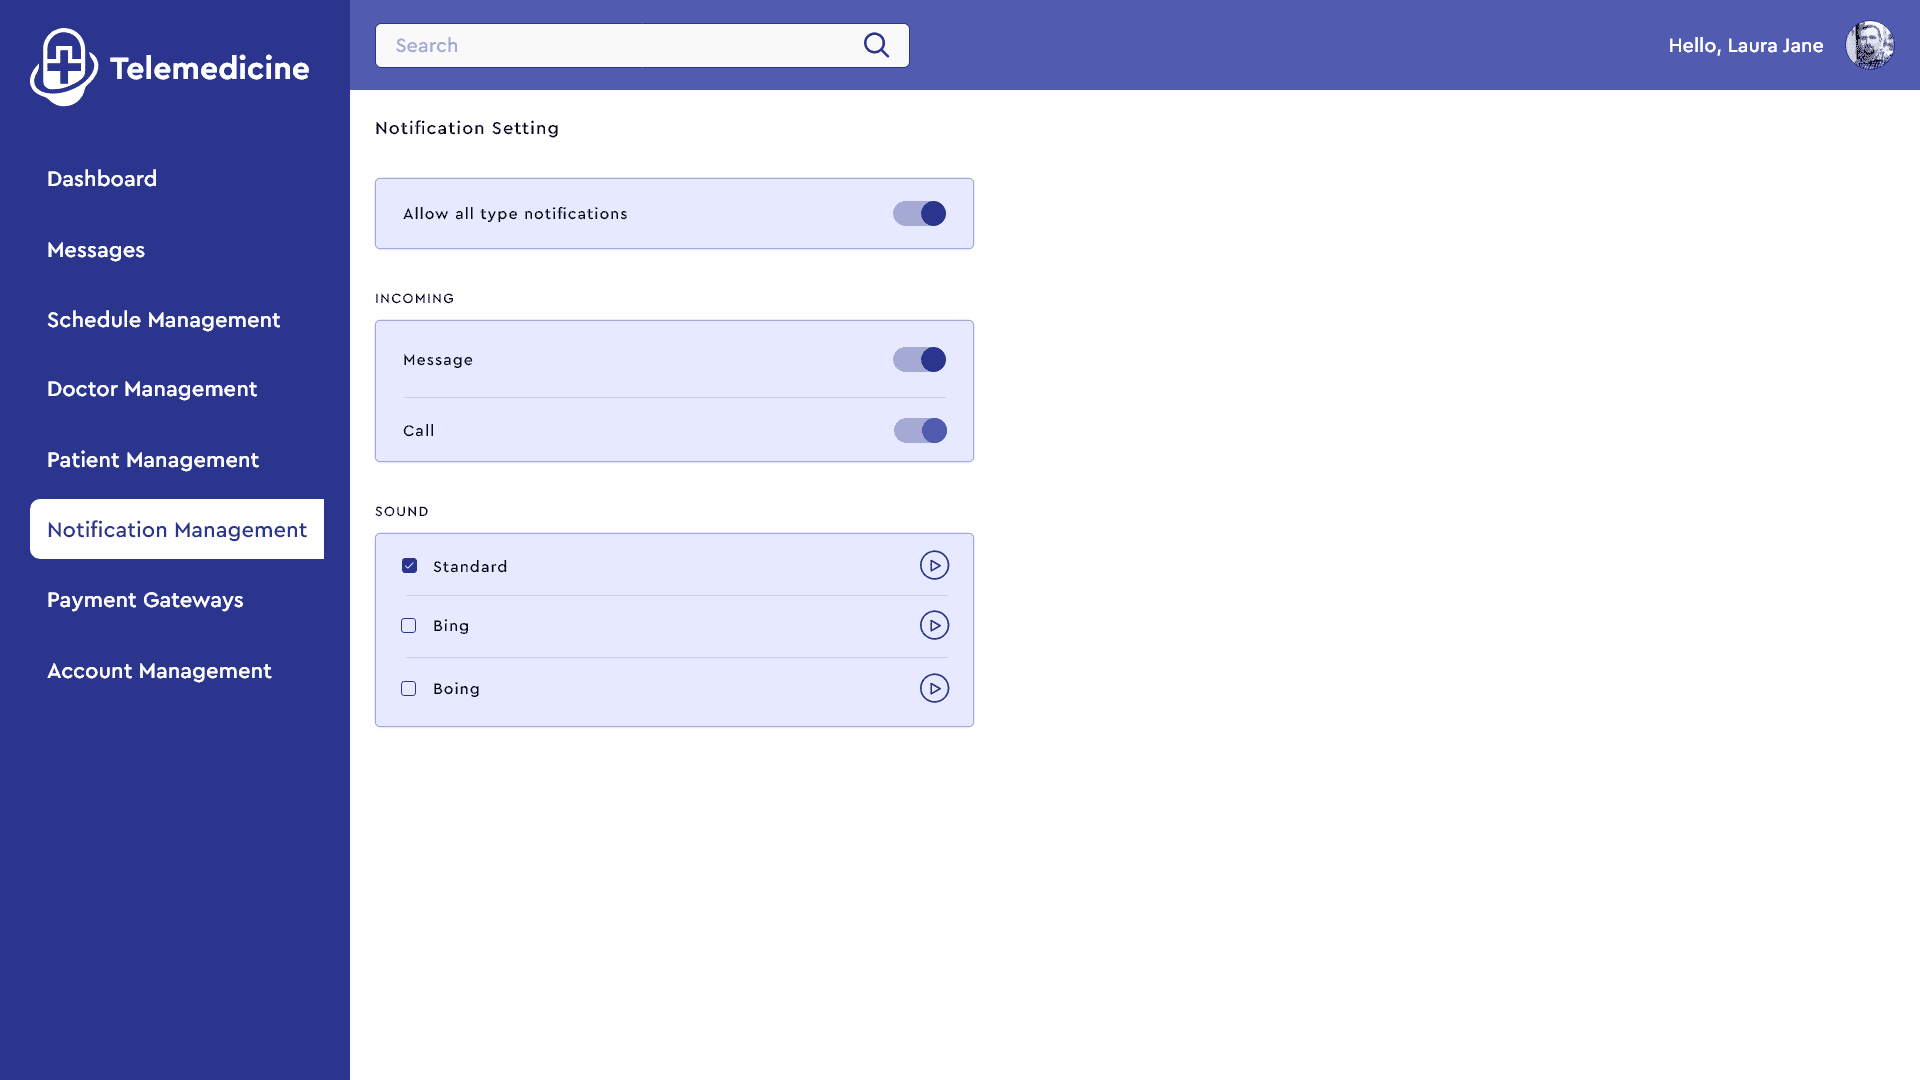 Telemedicine
Dashboard
Messages
Schedule Management
Doctor Management
Patient Management
Notification Management
Payment Gateways
Account Management
Search
Hello, Laura Jane
Notification Setting
Allow all type notifications
INCOMING
Message
Call
SOUND
Standard
Bing
Boing